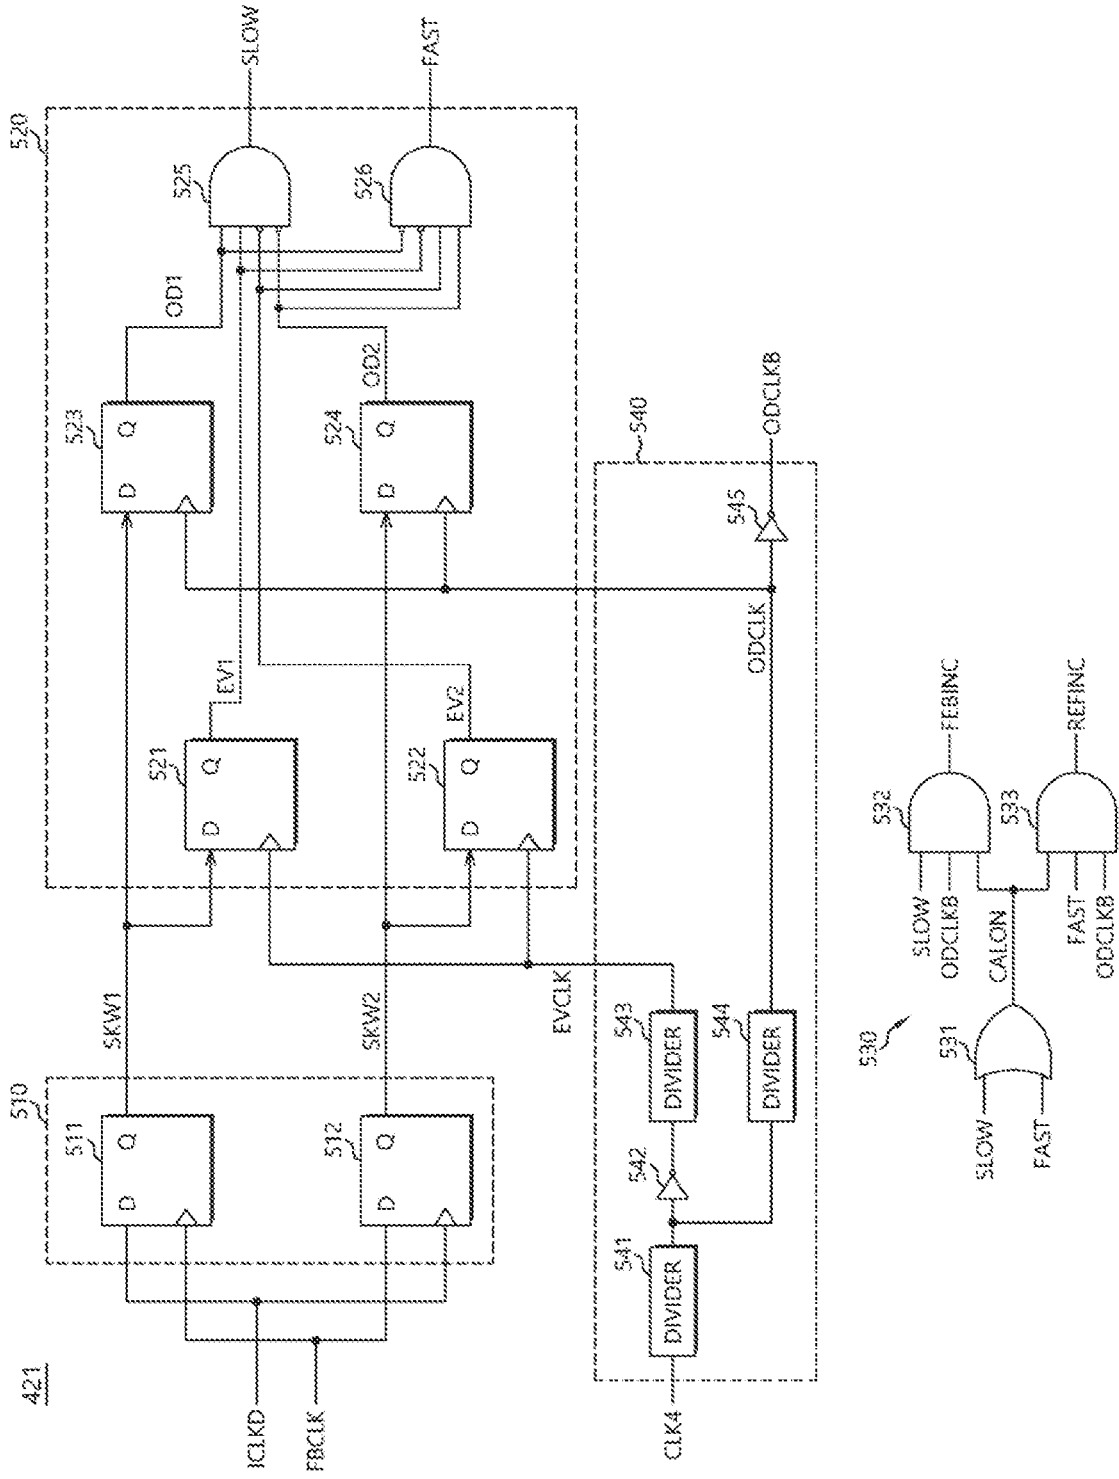 421
510
511
D
Q
SKW1
512
D
Q
SKW2
ICLKD
FBCLK
520
521
D
Q
EV1
522
D
Q
EV2
523
D
Q
OD1
524
D
Q
OD2
525
SLOW
526
FAST
EVCLK
540
CLK4
541
DIVIDER
542
543
DIVIDER
544
DIVIDER
ODCLK
545
ODCLKB
530
SLOW
FAST
531
CALON
SLOW
ODCLKB
532
FEBINC
FAST
ODCLKB
533
REFINC